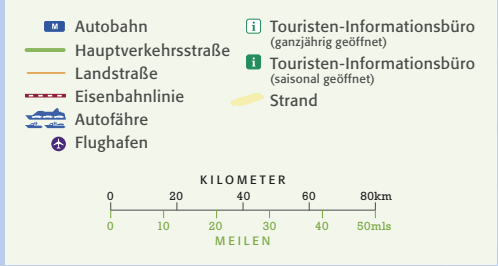 M Autobahn
Hauptverkehrsstraße
Landstraße
Eisenbahnlinie
Autofähre
Flughafen
i Touristen-Informationsbüro
(ganzjährig geöffnet)
i Touristen-Informationsbüro
(saisonal geöffnet)
Strand
KILOMETER
0 20 40 60 80km
0 10 20 30 40 50mls
MEILEN